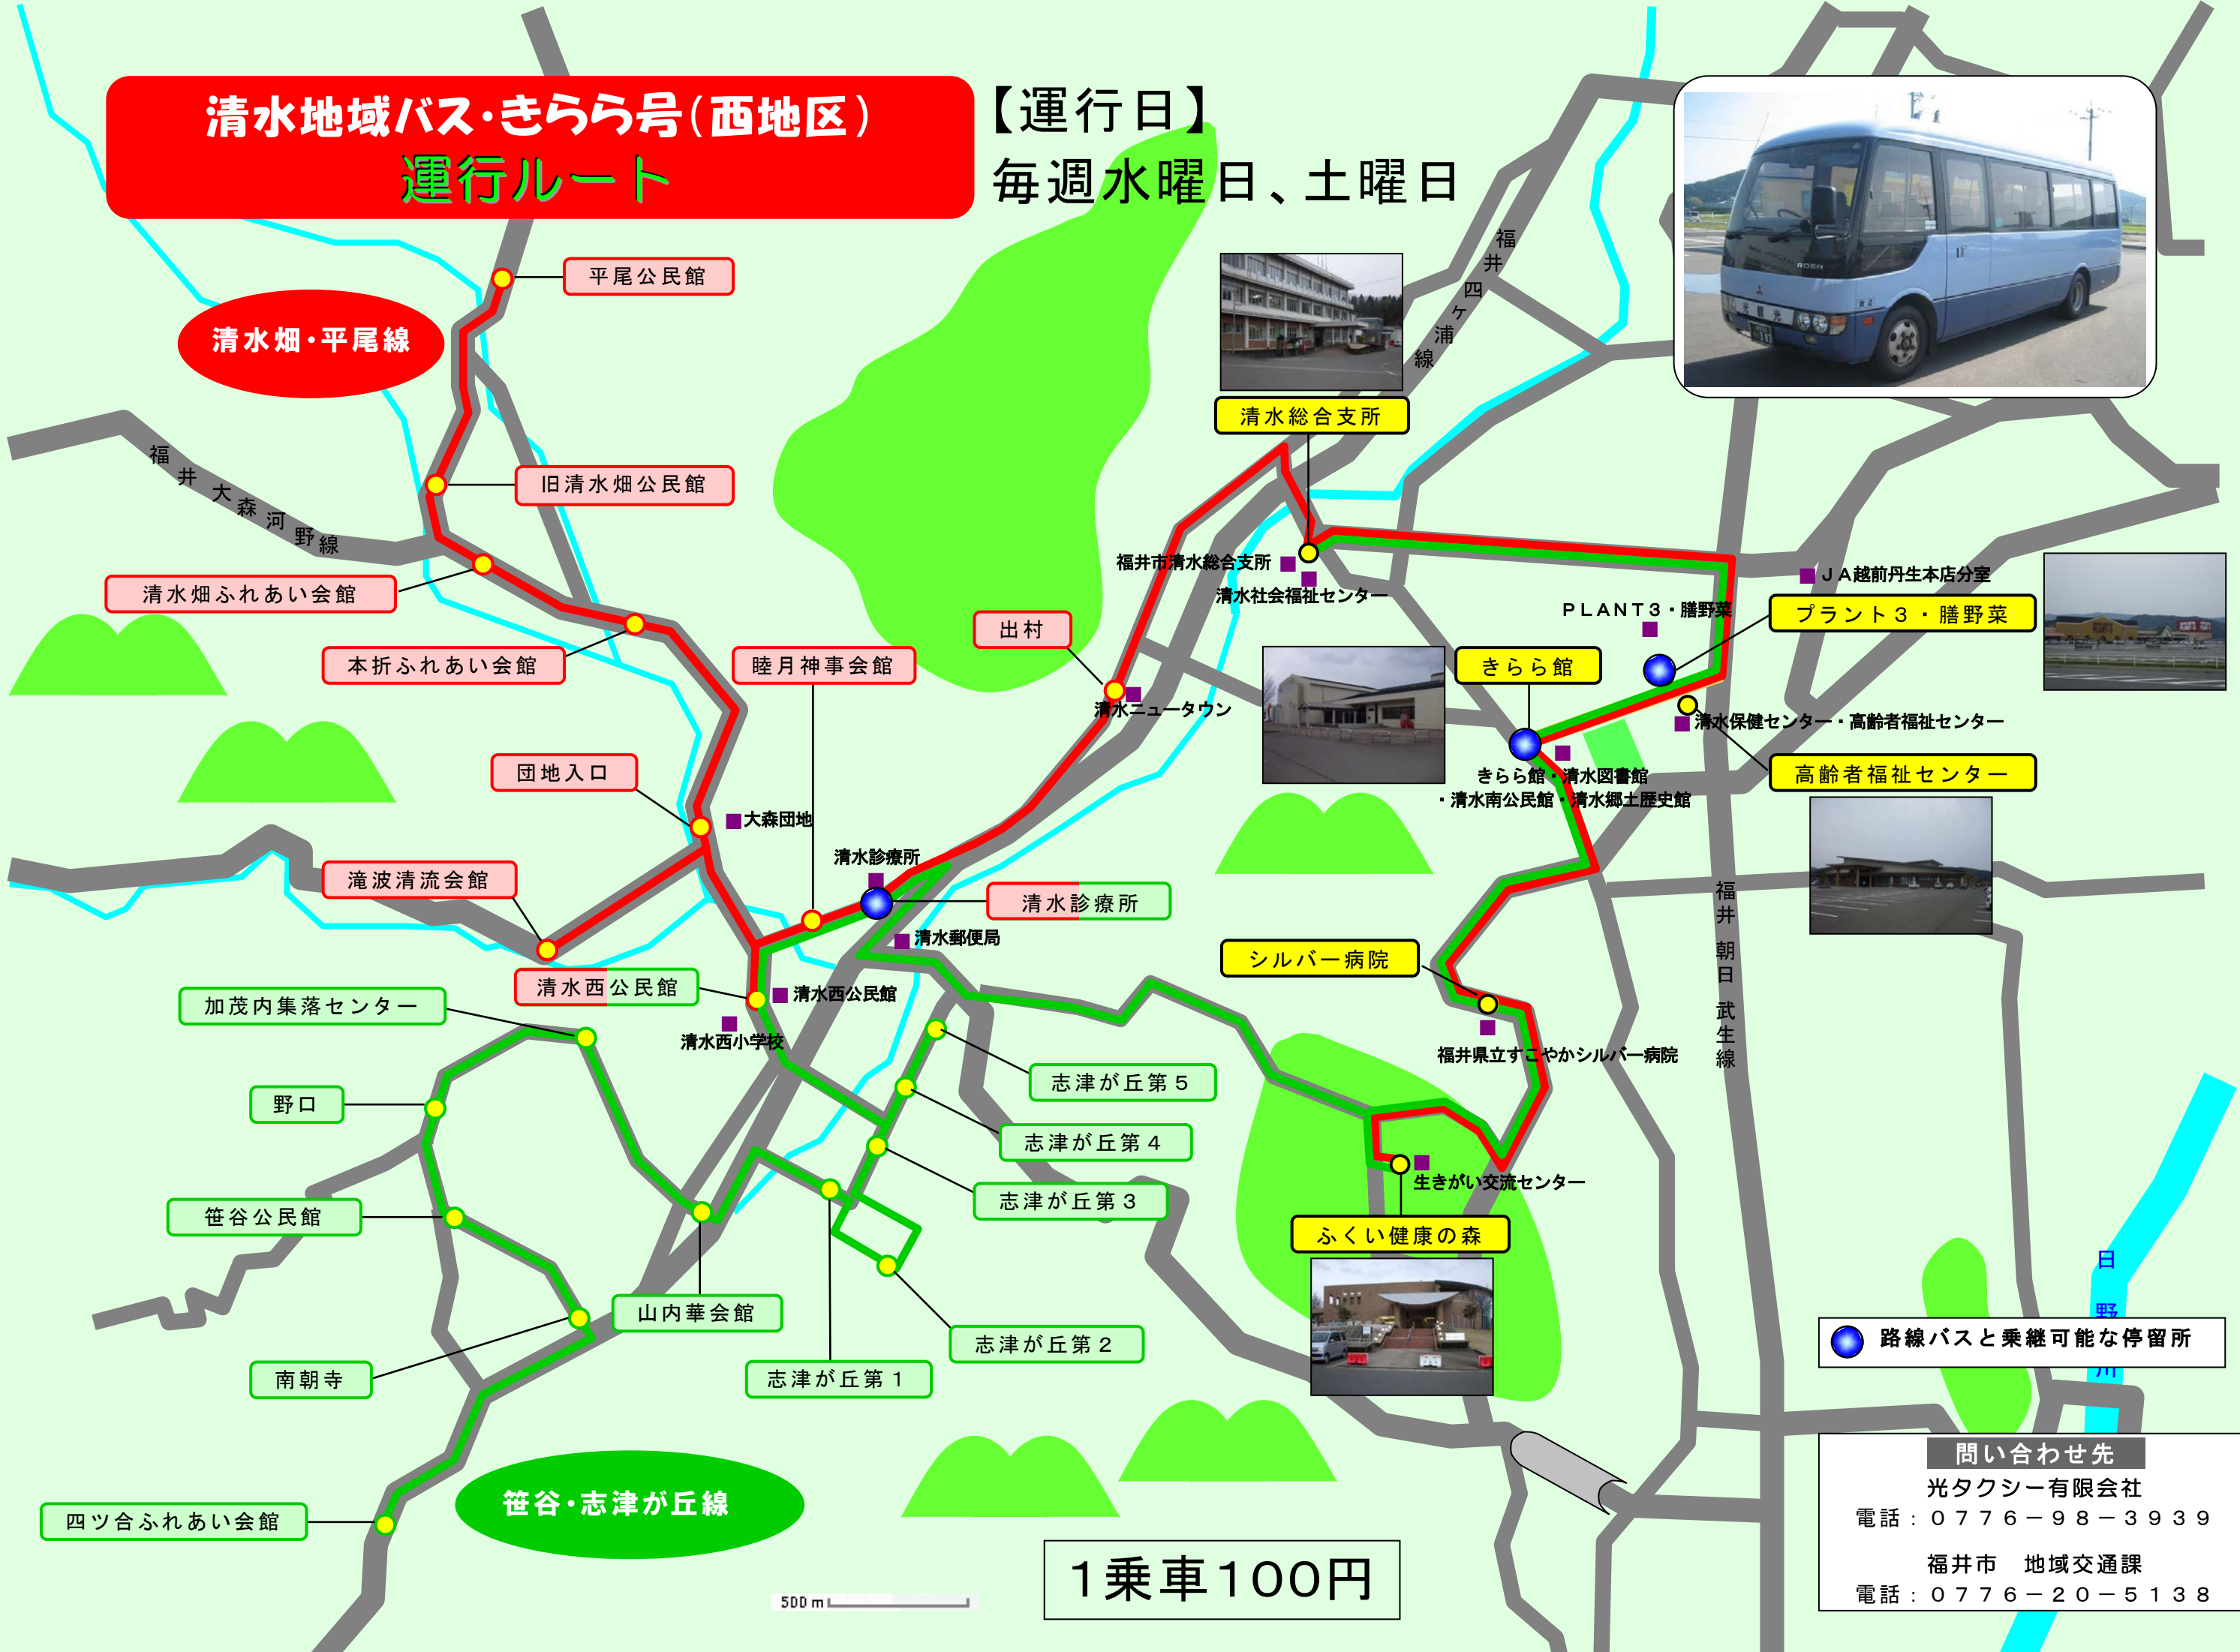 清水地域バス・きらら号（西地区）
運行ルート
【運行日】
毎週水曜日、土曜日
平尾公民館
清水畑・平尾線
旧清水畑公民館
福井大森河野線
清水畑ふれあい会館
本折ふれあい会館
睦月神事会館
出村
清水ニュータウン
団地入口
大森団地
滝波清流会館
清水診療所
清水診療所
清水郵便局
清水西公民館
清水西公民館
清水西小学校
福井四ヶ浦線
清水総合支所
福井市清水総合支所
清水社会福祉センター
ＪＡ越前丹生本店分室
ＰＬＡＮＴ３・膳野菜
プラント３・膳野菜
きらら館
清水保健センター・高齢者福祉センター
高齢者福祉センター
きらら館・清水図書館
・清水南公民館・清水郷土歴史館
福井朝日武生線
シルバー病院
福井県立すこやかシルバー病院
生きがい交流センター
ふくい健康の森
加茂内集落センター
野口
笹谷公民館
南朝寺
四ツ合ふれあい会館
山内華会館
志津が丘第５
志津が丘第４
志津が丘第３
志津が丘第２
志津が丘第１
笹谷・志津が丘線
500 m
１乗車１００円
日野川
路線バスと乗継可能な停留所
問い合わせ先
光タクシー有限会社
電話：０７７６－９８－３９３９
福井市　地域交通課
電話：０７７６－２０－５１３８
ROSA